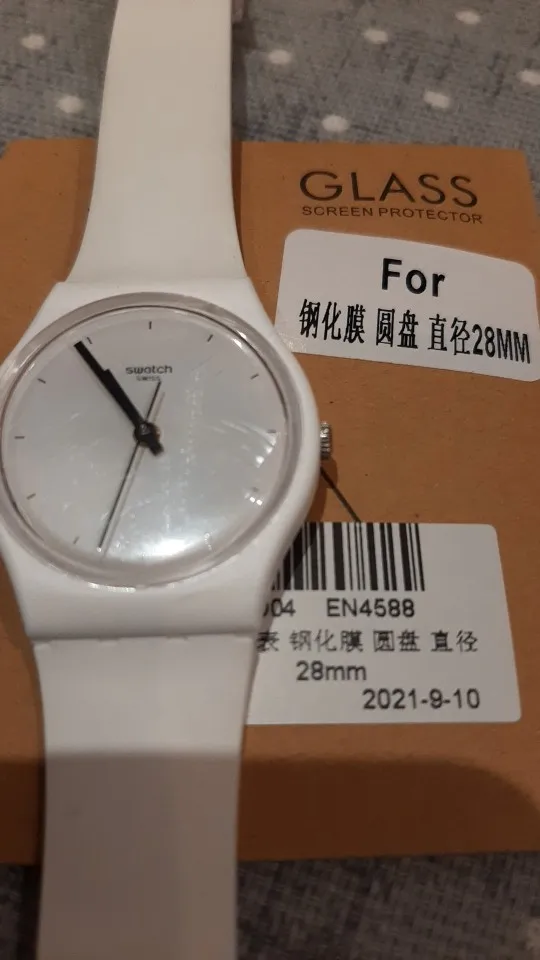 GLASS
SCREEN PROTECTOR
For
钢化膜 圆盘 直径28MM
swatch
SWISS
004 EN4588
表 钢化膜 圆盘 直径
28mm
2021-9-10